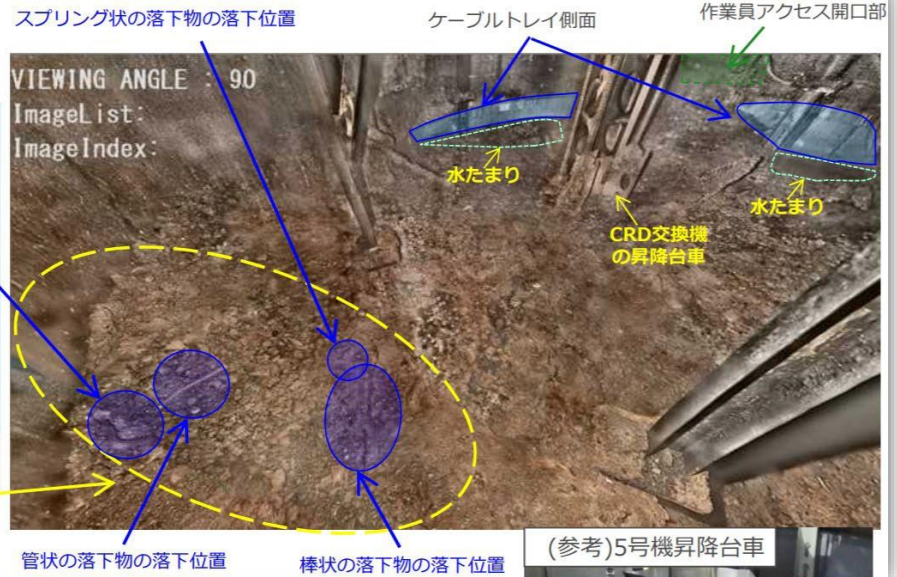 スプリング状の落下物の落下位置
ケーブルトレイ側面
作業員アクセス開口部
VIEWING ANGLE : 90
ImageList:
ImageIndex:
水たまり
水たまり
CRD交換機
の昇降台車
管状の落下物の落下位置
棒状の落下物の落下位置
(参考)5号機昇降台車